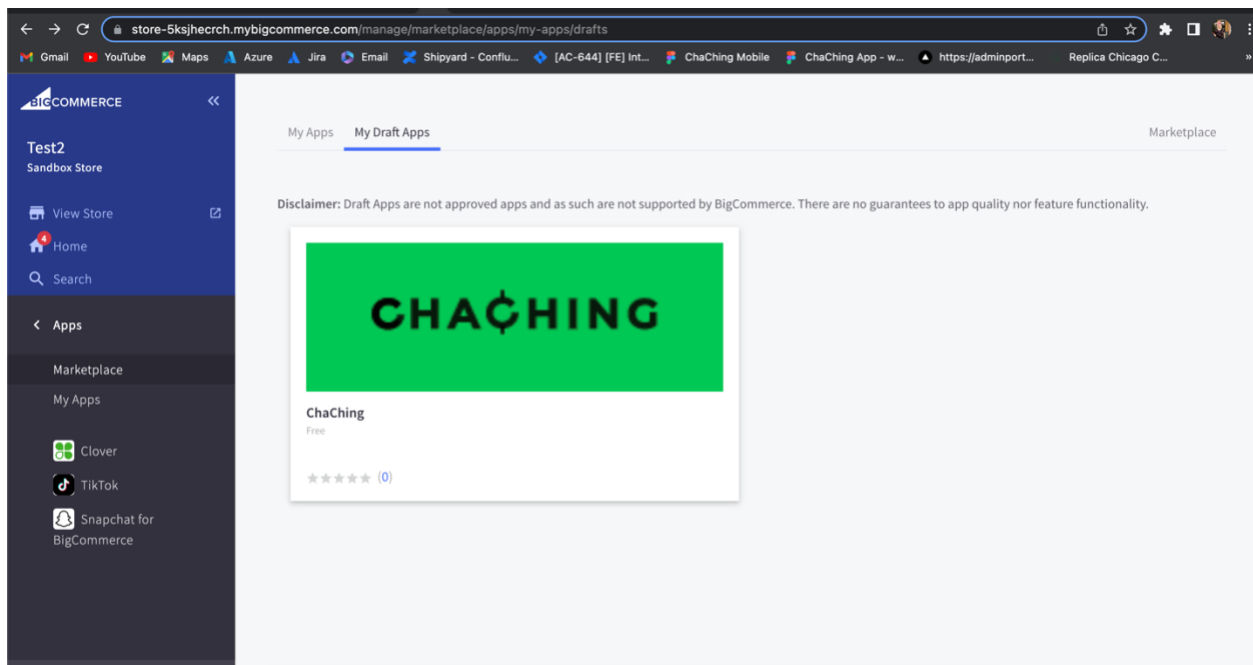 store-5ksjhecrch.mybigcommerce.com/manage/marketplace/apps/my-apps/drafts
Gmail YouTube Maps Azure Jira Email Shipyard - Conflu... [AC-644] [FE] Int... ChaChing Mobile ChaChing App - w... https://adminport... Replica Chicago C... »
BIGCOMMERCE
Test2
Sandbox Store
View Store
4
Home
Search
Apps
Marketplace
My Apps
Clover
TikTok
Snapchat for
BigCommerce
My Apps My Draft Apps Marketplace
Disclaimer: Draft Apps are not approved apps and as such are not supported by BigCommerce. There are no guarantees to app quality nor feature functionality.
CHA₵HING
ChaChing
Free
(0)